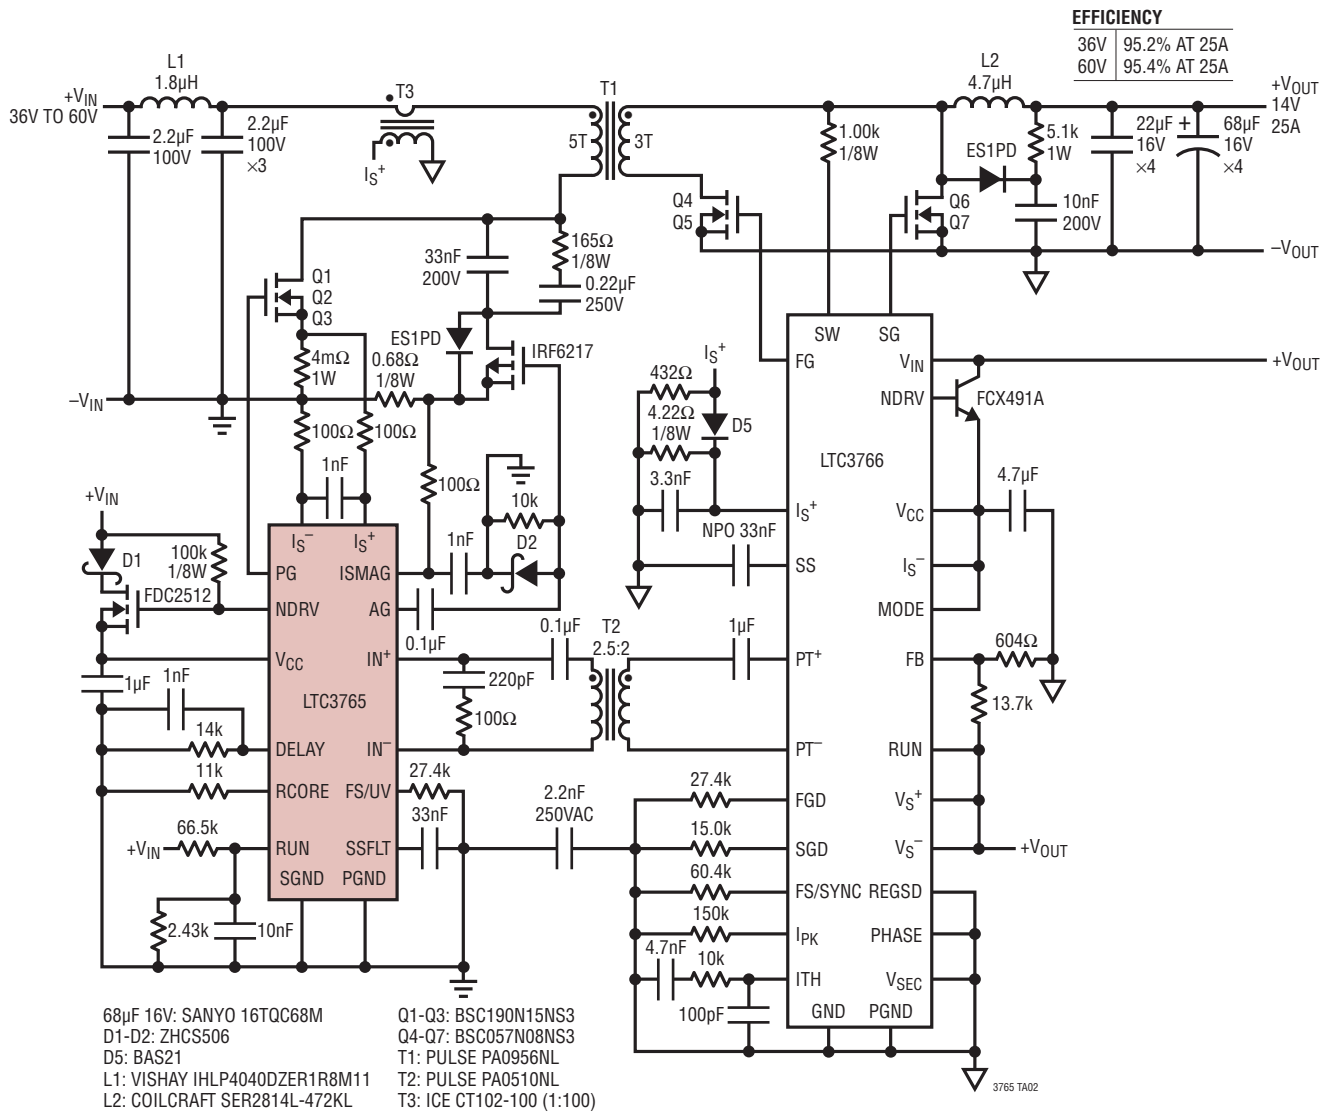 EFFICIENCY
36V 95.2% AT 25A
60V 95.4% AT 25A
L1
1.8µH
+VIN
36V TO 60V
2.2µF
100V
2.2µF
100V
×3
T3
IS+
T1
5T
3T
1.00k
1/8W
L2
4.7µH
ES1PD
5.1k
1W
10nF
200V
22µF
16V
×4
+
68µF
16V
×4
+VOUT
14V
25A
–VOUT
Q4
Q5
Q6
Q7
33nF
200V
165Ω
1/8W
0.22µF
250V
Q1
Q2
Q3
ES1PD
IRF6217
4mΩ
1W
0.68Ω
1/8W
–VIN
100Ω
100Ω
1nF
100Ω
10k
D2
1nF
0.1µF
+VIN
D1
100k
1/8W
FDC2512
1µF
1nF
14k
11k
66.5k
+VIN
2.43k
10nF
IS–
IS+
PG
ISMAG
NDRV
AG
VCC
IN+
LTC3765
DELAY
IN–
RCORE
FS/UV
RUN
SSFLT
SGND
PGND
27.4k
33nF
220pF
100Ω
0.1µF
T2
2.5:2
1µF
2.2nF
250VAC
IS+
432Ω
4.22Ω
1/8W
D5
3.3nF
NPO 33nF
27.4k
15.0k
60.4k
150k
4.7nF
10k
100pF
SW
SG
FG
VIN
NDRV
LTC3766
IS+
VCC
SS
IS–
MODE
PT+
FB
PT–
RUN
FGD
VS+
SGD
VS–
FS/SYNC
REGSD
IPK
PHASE
ITH
VSEC
GND
PGND
+VOUT
FCX491A
4.7µF
604Ω
13.7k
+VOUT
68µF 16V: SANYO 16TQC68M
D1-D2: ZHCS506
D5: BAS21
L1: VISHAY IHLP4040DZER1R8M11
L2: COILCRAFT SER2814L-472KL
Q1-Q3: BSC190N15NS3
Q4-Q7: BSC057N08NS3
T1: PULSE PA0956NL
T2: PULSE PA0510NL
T3: ICE CT102-100 (1:100)
3765 TA02